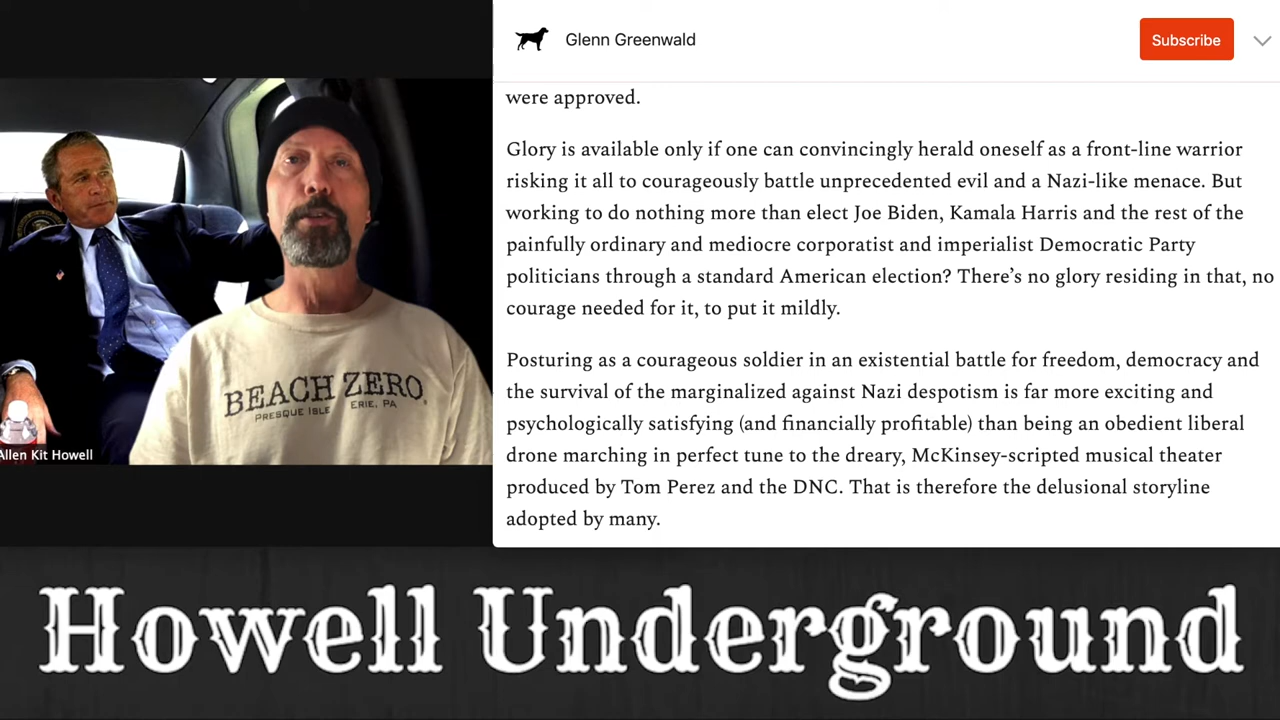 Glenn Greenwald
Subscribe
were approved.
Glory is available only if one can convincingly herald oneself as a front-line warrior
risking it all to courageously battle unprecedented evil and a Nazi-like menace. But
working to do nothing more than elect Joe Biden, Kamala Harris and the rest of the
painfully ordinary and mediocre corporatist and imperialist Democratic Party
politicians through a standard American election? There’s no glory residing in that, no
courage needed for it, to put it mildly.
Posturing as a courageous soldier in an existential battle for freedom, democracy and
the survival of the marginalized against Nazi despotism is far more exciting and
psychologically satisfying (and financially profitable) than being an obedient liberal
drone marching in perfect tune to the dreary, McKinsey-scripted musical theater
produced by Tom Perez and the DNC. That is therefore the delusional storyline
adopted by many.
BEACH ZERO
PRESQUE ISLE ERIE, PA
Allen Kit Howell
Howell Underground